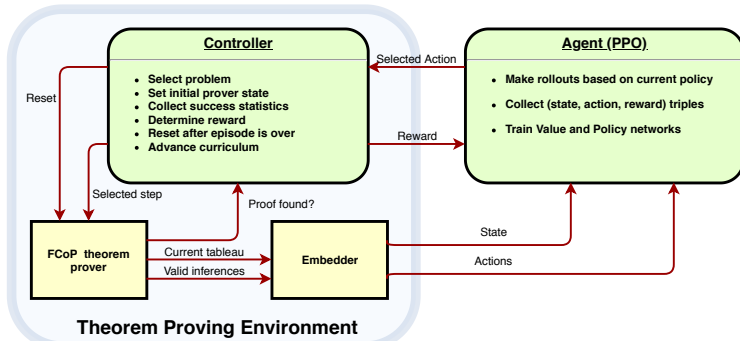 Controller
Select problem
Set initial prover state
Collect success statistics
Determine reward
Reset after episode is over
Advance curriculum
Agent (PPO)
Make rollouts based on current policy
Collect (state, action, reward) triples
Train Value and Policy networks
Selected Action
Reward
Reset
Selected step
Proof found?
FCoP theorem
prover
Current tableau
Valid inferences
Embedder
State
Actions
Theorem Proving Environment